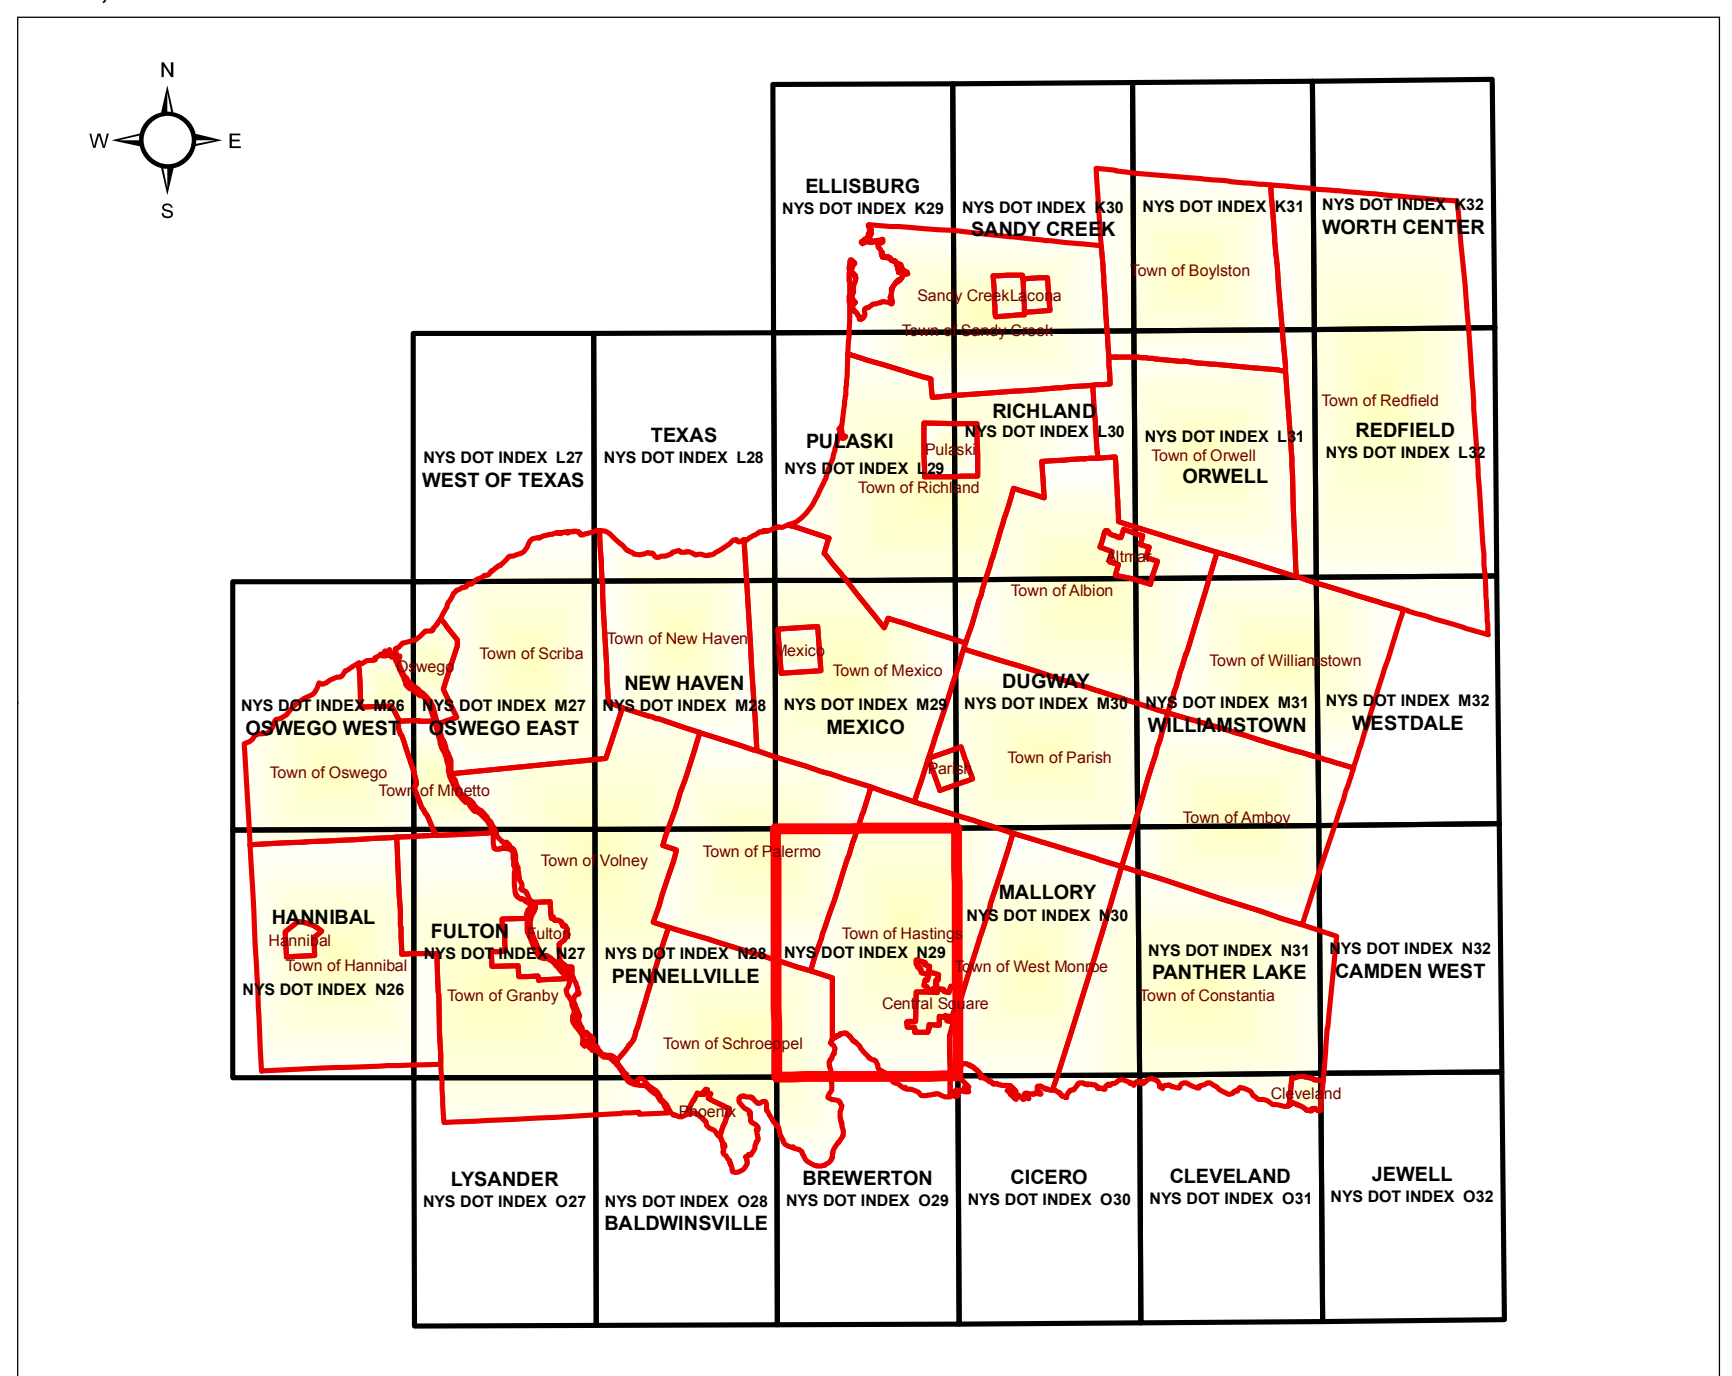 N
W E
S
ELLISBURG
NYS DOT INDEX K29
NYS DOT INDEX K30
SANDY CREEK
NYS DOT INDEX K31
NYS DOT INDEX K32
WORTH CENTER
Town of Boylston
Sandy Creek
Lacona
Town of Sandy Creek
NYS DOT INDEX L27
WEST OF TEXAS
TEXAS
NYS DOT INDEX L28
PULASKI
NYS DOT INDEX L29
Pulaski
Town of Richland
RICHLAND
NYS DOT INDEX L30
NYS DOT INDEX L31
Town of Orwell
ORWELL
Town of Redfield
REDFIELD
NYS DOT INDEX L32
Altmar
Town of Albion
Oswego
Town of Scriba
Town of New Haven
Mexico
Town of Mexico
Town of Williamstown
NYS DOT INDEX M26
OSWEGO WEST
NYS DOT INDEX M27
OSWEGO EAST
NEW HAVEN
NYS DOT INDEX M28
NYS DOT INDEX M29
MEXICO
DUGWAY
NYS DOT INDEX M30
NYS DOT INDEX M31
WILLIAMSTOWN
NYS DOT INDEX M32
WESTDALE
Town of Oswego
Town of Minetto
Parish
Town of Parish
Town of Amboy
Town of Volney
Town of Palermo
HANNIBAL
Hannibal
Town of Hannibal
NYS DOT INDEX N26
FULTON
Fulton
NYS DOT INDEX N27
Town of Granby
NYS DOT INDEX N28
PENNELLVILLE
Town of Schroeppel
Town of Hastings
NYS DOT INDEX N29
Central Square
MALLORY
NYS DOT INDEX N30
Town of West Monroe
NYS DOT INDEX N31
PANTHER LAKE
Town of Constantia
NYS DOT INDEX N32
CAMDEN WEST
Phoenix
Cleveland
LYSANDER
NYS DOT INDEX O27
NYS DOT INDEX O28
BALDWINSVILLE
BREWERTON
NYS DOT INDEX O29
CICERO
NYS DOT INDEX O30
CLEVELAND
NYS DOT INDEX O31
JEWELL
NYS DOT INDEX O32